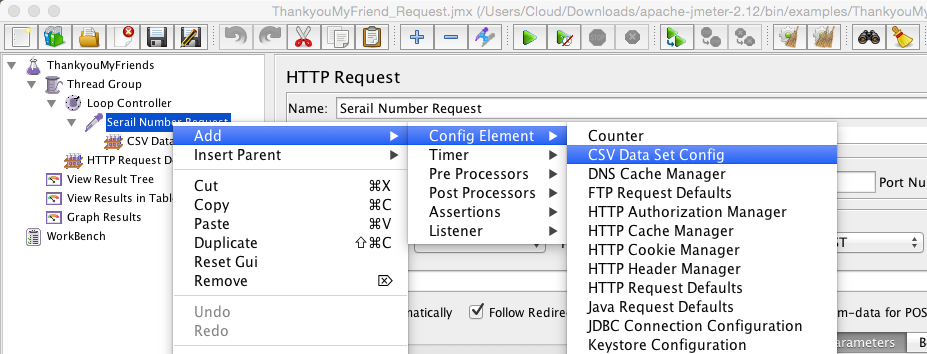 ThankyouMyFriend_Request.jmx (/Users/Cloud/Downloads/apache-jmeter-2.12/bin/examples/ThankyouM
ThankyouMyFriends
Thread Group
Loop Controller
Serail Number Request
CSV Data
HTTP Request D
View Result Tree
View Results in Table
Graph Results
WorkBench
HTTP Request
Name: Serail Number Request
Port Nu
ST
matically Follow Redire
m-data for POS
arameters B
Add
Insert Parent
Cut ⌘X
Copy ⌘C
Paste ⌘V
Duplicate ⇧⌘C
Reset Gui
Remove ⌦
Undo
Redo
Config Element
Timer
Pre Processors
Post Processors
Assertions
Listener
Counter
CSV Data Set Config
DNS Cache Manager
FTP Request Defaults
HTTP Authorization Manager
HTTP Cache Manager
HTTP Cookie Manager
HTTP Header Manager
HTTP Request Defaults
Java Request Defaults
JDBC Connection Configuration
Keystore Configuration